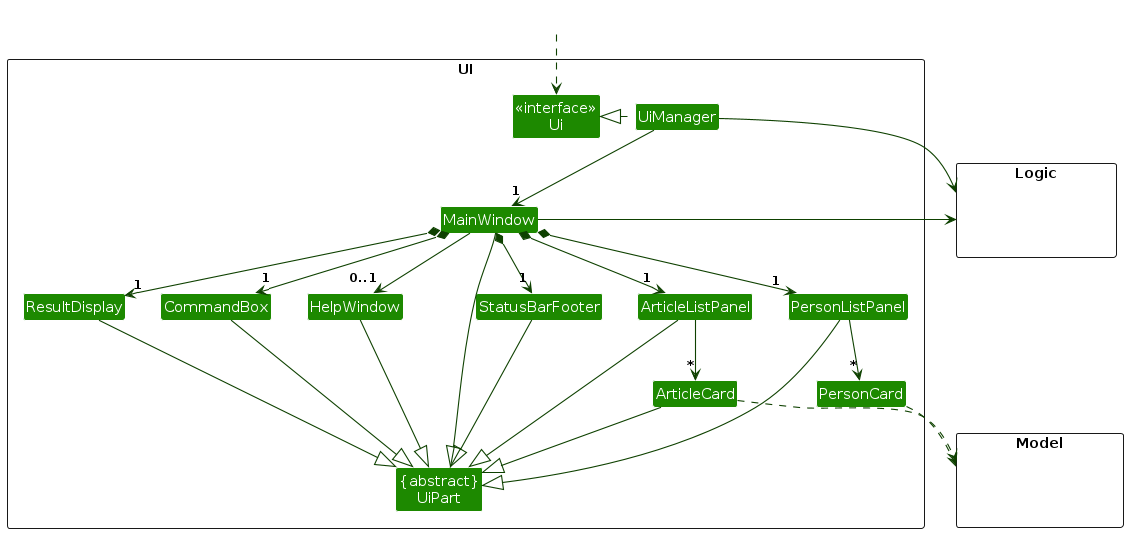 UI
«interface»
Ui
UiManager
Logic
1
MainWindow
1
1
0..1
1
1
1
ResultDisplay
CommandBox
HelpWindow
StatusBarFooter
ArticleListPanel
PersonListPanel
*
*
ArticleCard
PersonCard
Model
{abstract}
UiPart